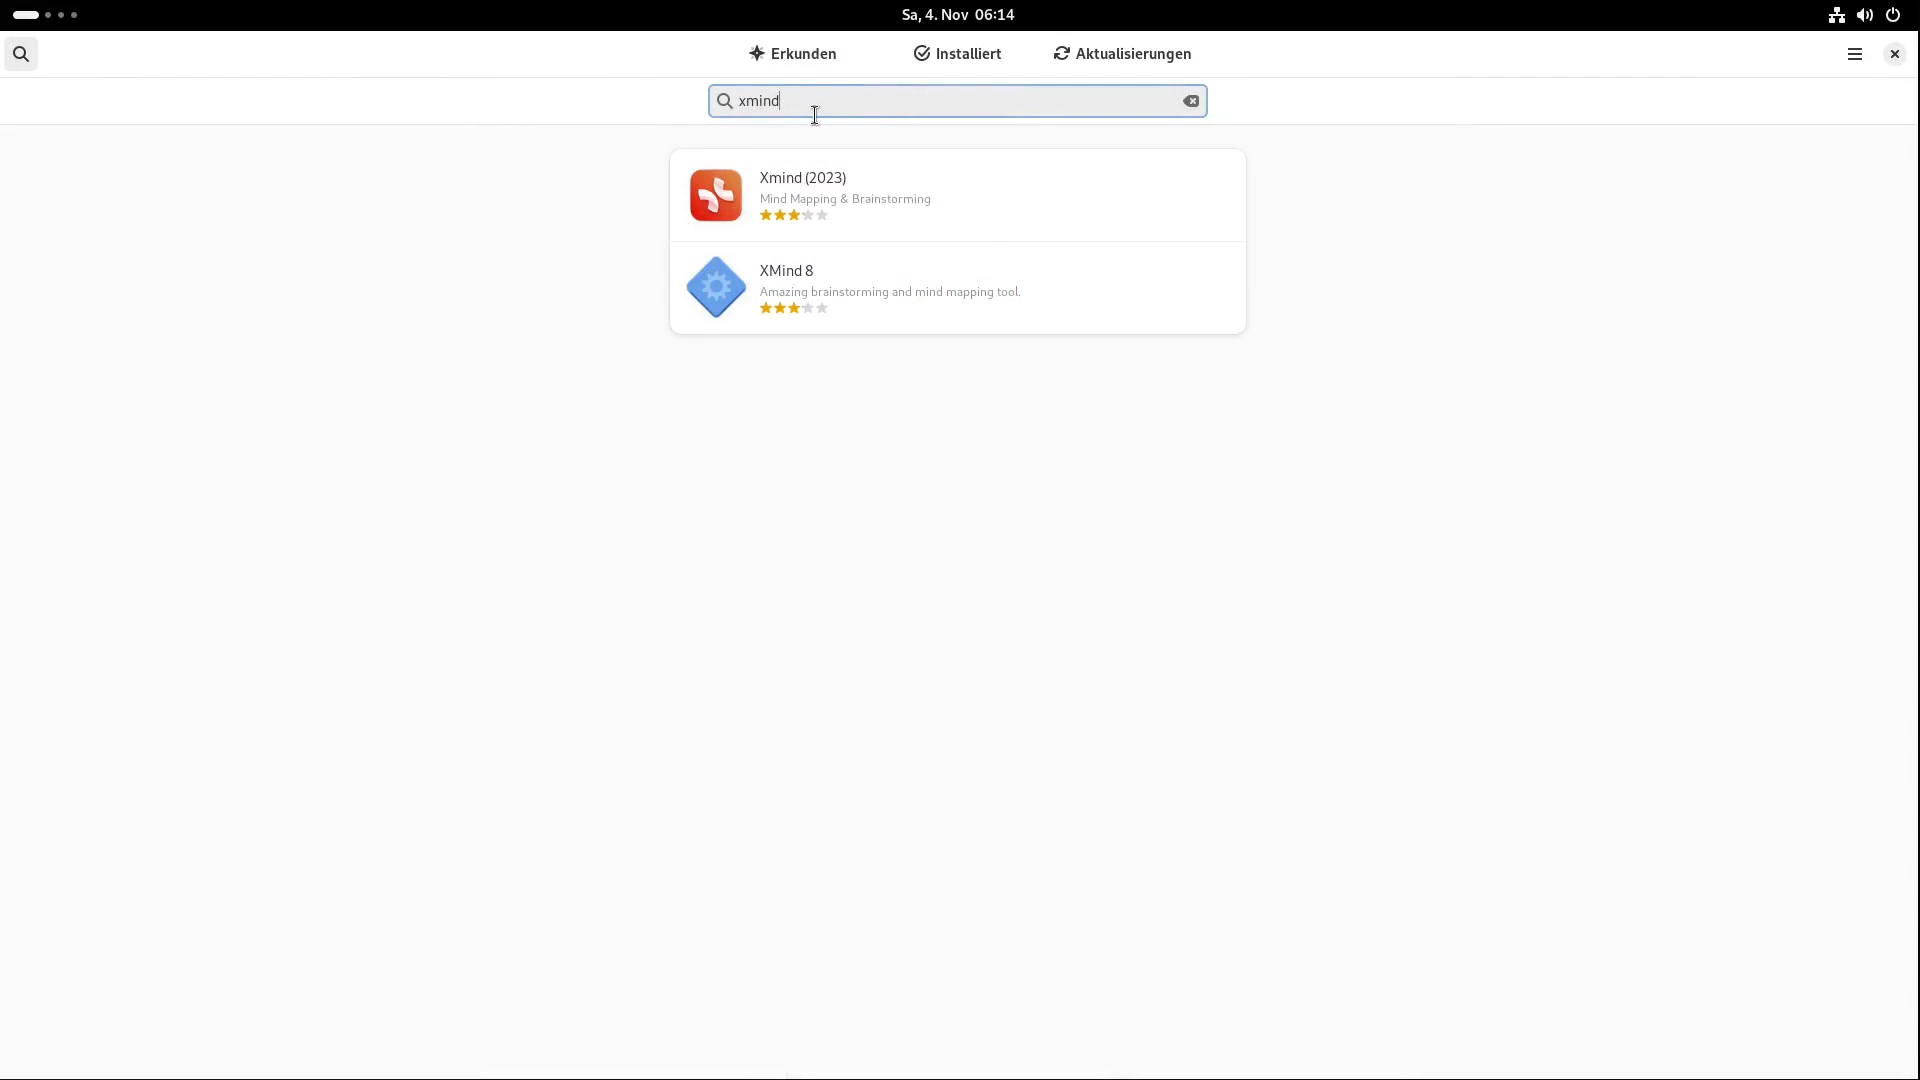 Sa, 4. Nov 06:14
Erkunden Installiert Aktualisierungen
xmind
Xmind (2023)
Mind Mapping & Brainstorming
XMind 8
Amazing brainstorming and mind mapping tool.